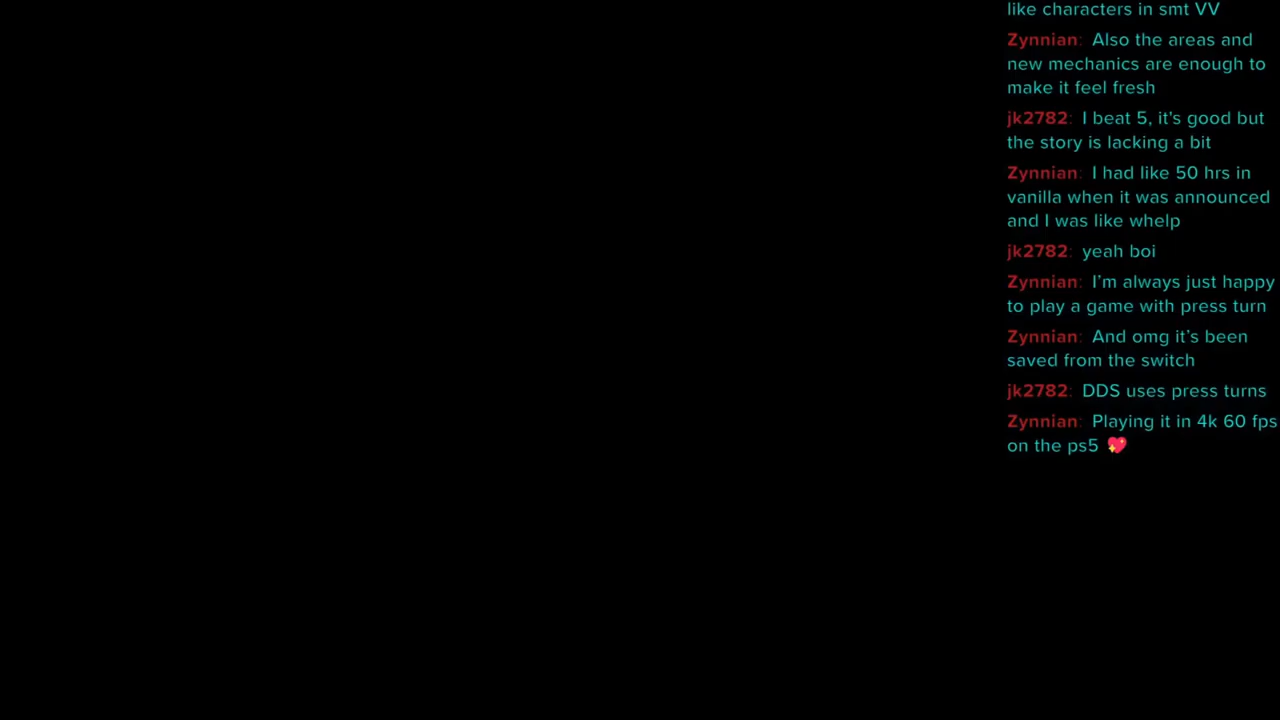 like characters in smt VV
Zynnian: Also the areas and
new mechanics are enough to
make it feel fresh
jk2782: I beat 5, it's good but
the story is lacking a bit
Zynnian: I had like 50 hrs in
vanilla when it was announced
and I was like whelp
jk2782: yeah boi
Zynnian: I’m always just happy
to play a game with press turn
Zynnian: And omg it’s been
saved from the switch
jk2782: DDS uses press turns
Zynnian: Playing it in 4k 60 fps
on the ps5 💖